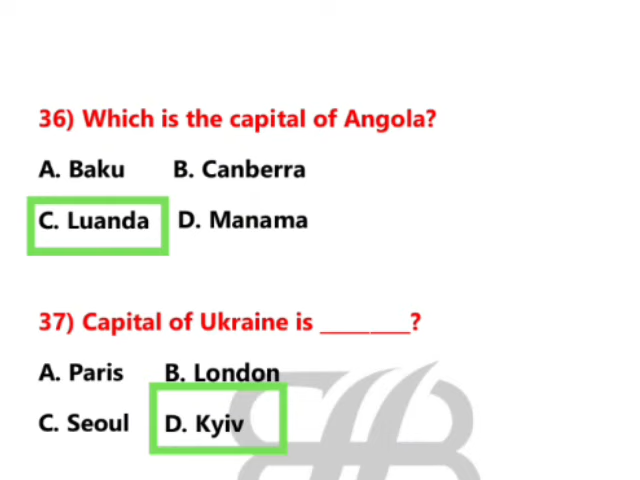 36) Which is the capital of Angola?
A. Baku B. Canberra
C. Luanda D. Manama
37) Capital of Ukraine is ________?
A. Paris B. London
C. Seoul D. Kyiv